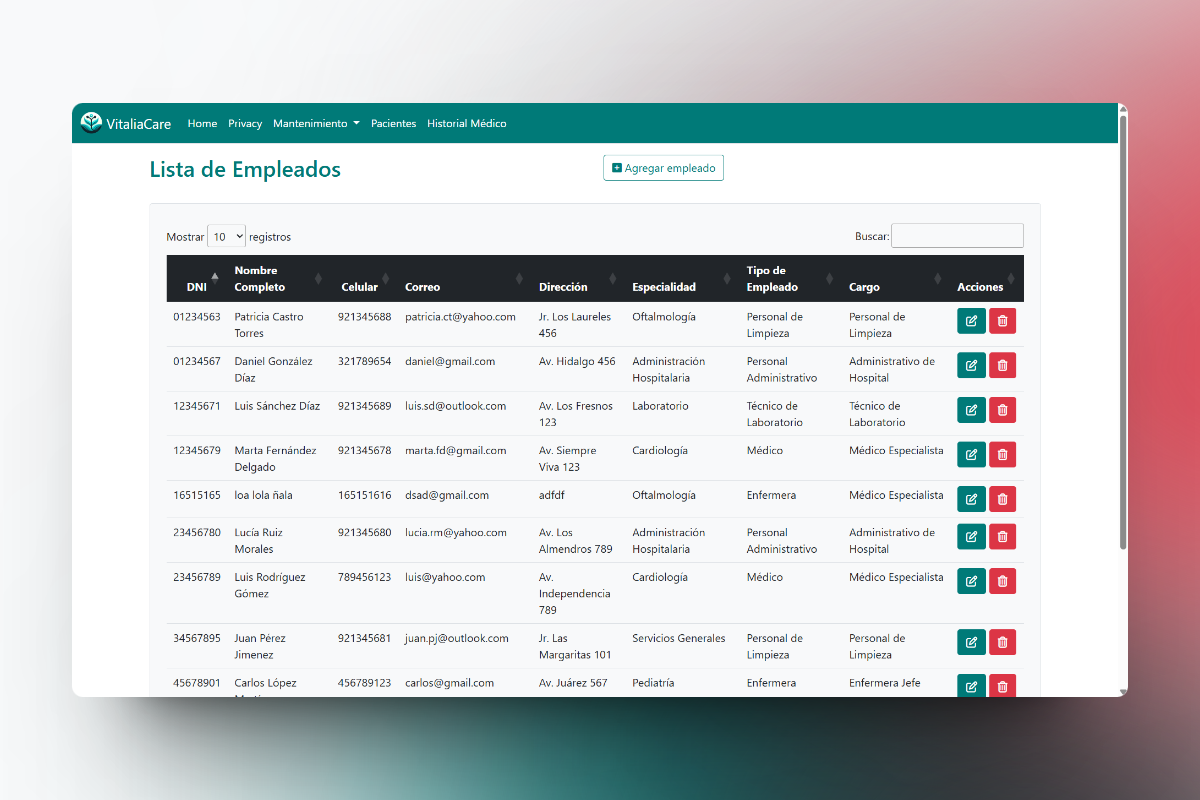 VitaliaCare Home Privacy Mantenimiento Pacientes Historial Médico
Lista de Empleados
Agregar empleado
Mostrar 10 registros
Buscar:
DNI Nombre Completo Celular Correo Dirección Especialidad Tipo de Empleado Cargo Acciones
01234563 Patricia Castro 921345688 patricia.ct@yahoo.com Jr. Los Laureles Oftalmología Personal de Personal de
Torres 456 Limpieza Limpieza
01234567 Daniel González 321789654 daniel@gmail.com Av. Hidalgo 456 Administración Personal Administrativo de
Díaz Hospitalaria Administrativo Hospital
12345671 Luis Sánchez Díaz 921345689 luis.sd@outlook.com Av. Los Fresnos Laboratorio Técnico de Técnico de
123 Laboratorio Laboratorio
12345679 Marta Fernández 921345678 marta.fd@gmail.com Av. Siempre Cardiología Médico Médico Especialista
Delgado Viva 123
16515165 loa lola ñala 165151616 dsad@gmail.com adfdf Oftalmología Enfermera Médico Especialista
23456780 Lucía Ruiz 921345680 lucia.rm@yahoo.com Av. Los Administración Personal Administrativo de
Morales Almendros 789 Hospitalaria Administrativo Hospital
23456789 Luis Rodríguez 789456123 luis@yahoo.com Av. Cardiología Médico Médico Especialista
Gómez Independencia
789
34567895 Juan Pérez 921345681 juan.pj@outlook.com Jr. Las Servicios Generales Personal de Personal de
Jimenez Margaritas 101 Limpieza Limpieza
45678901 Carlos López 456789123 carlos@gmail.com Av. Juárez 567 Pediatría Enfermera Enfermera Jefe